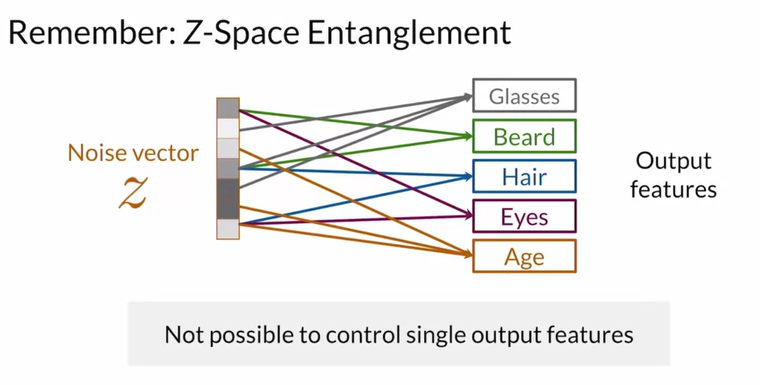 Remember: Z-Space Entanglement
Noise vector
z
Glasses
Beard
Hair
Eyes
Age
Output
features
Not possible to control single output features